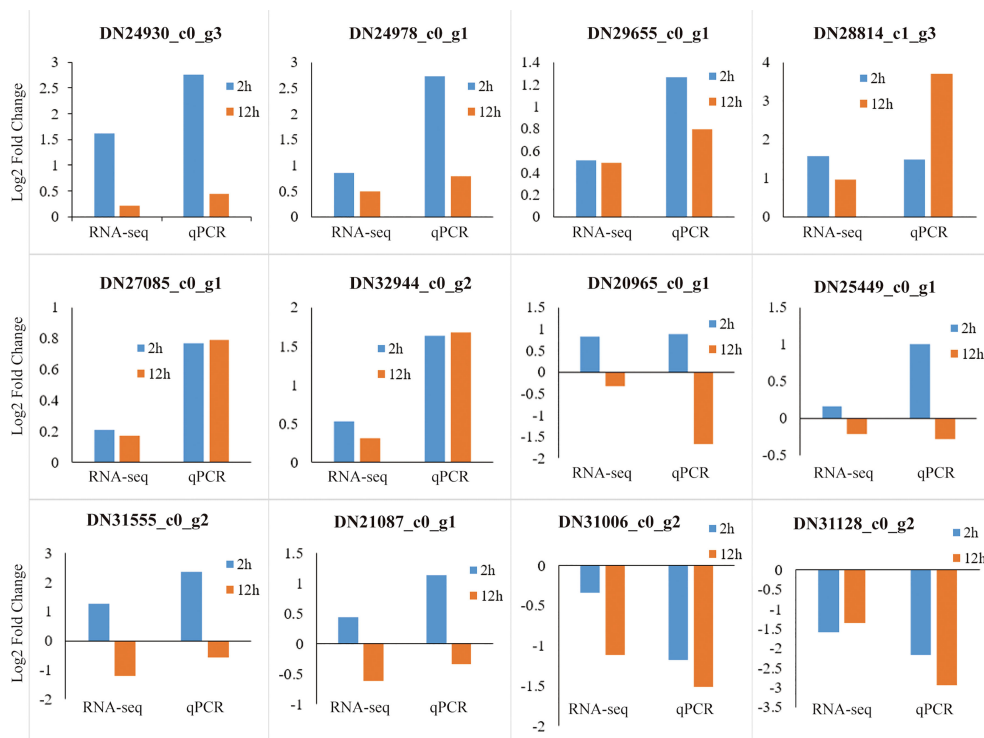 DN24930_c0_g3
Log2 Fold Change
3
2.5
2
1.5
1
0.5
0
2h
12h
RNA-seq qPCR
DN24978_c0_g1
3
2.5
2
1.5
1
0.5
0
2h
12h
RNA-seq qPCR
DN29655_c0_g1
1.4
1.2
1
0.8
0.6
0.4
0.2
0
2h
12h
RNA-seq qPCR
DN28814_c1_g3
4
3
2
1
0
2h
12h
RNA-seq qPCR
DN27085_c0_g1
Log2 Fold Change
1
0.8
0.6
0.4
0.2
0
2h
12h
RNA-seq qPCR
DN32944_c0_g2
2
1.5
1
0.5
0
2h
12h
RNA-seq qPCR
DN20965_c0_g1
1.5
1
0.5
0
-0.5
-1
-1.5
-2
2h
12h
RNA-seq qPCR
DN25449_c0_g1
1.5
1
0.5
0
-0.5
2h
12h
RNA-seq qPCR
DN31555_c0_g2
Log2 Fold Change
3
2
1
0
-1
-2
2h
12h
RNA-seq qPCR
DN21087_c0_g1
1.5
1
0.5
0
-0.5
-1
2h
12h
RNA-seq qPCR
DN31006_c0_g2
0
-0.5
-1
-1.5
-2
2h
12h
RNA-seq qPCR
DN31128_c0_g2
0
-0.5
-1
-1.5
-2
-2.5
-3
-3.5
2h
12h
RNA-seq qPCR